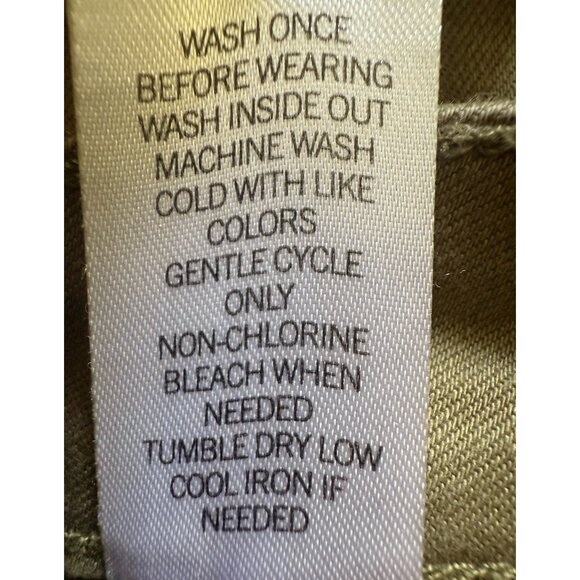 WASH ONCE
BEFORE WEARING
WASH INSIDE OUT
MACHINE WASH
COLD WITH LIKE
COLORS
GENTLE CYCLE
ONLY
NON-CHLORINE
BLEACH WHEN
NEEDED
TUMBLE DRY LOW
COOL IRON IF
NEEDED